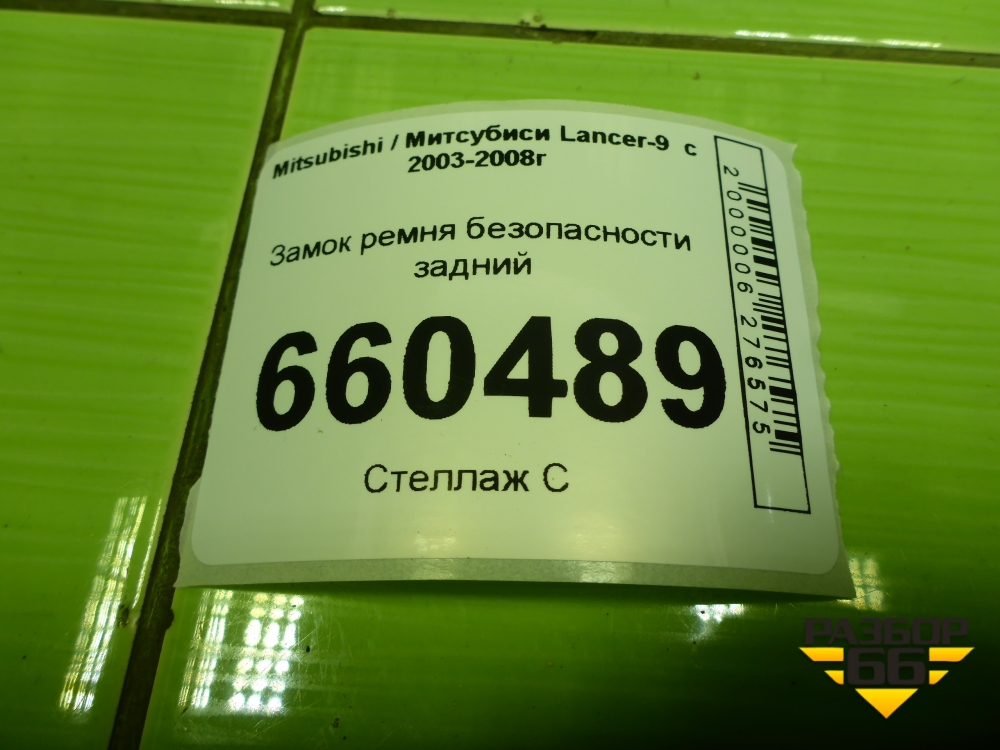 Mitsubishi / Митсубиси Lancer-9 с
2003-2008г
Замок ремня безопасности
задний
660489
Стеллаж С
2000006276575
РАЗБОР
66